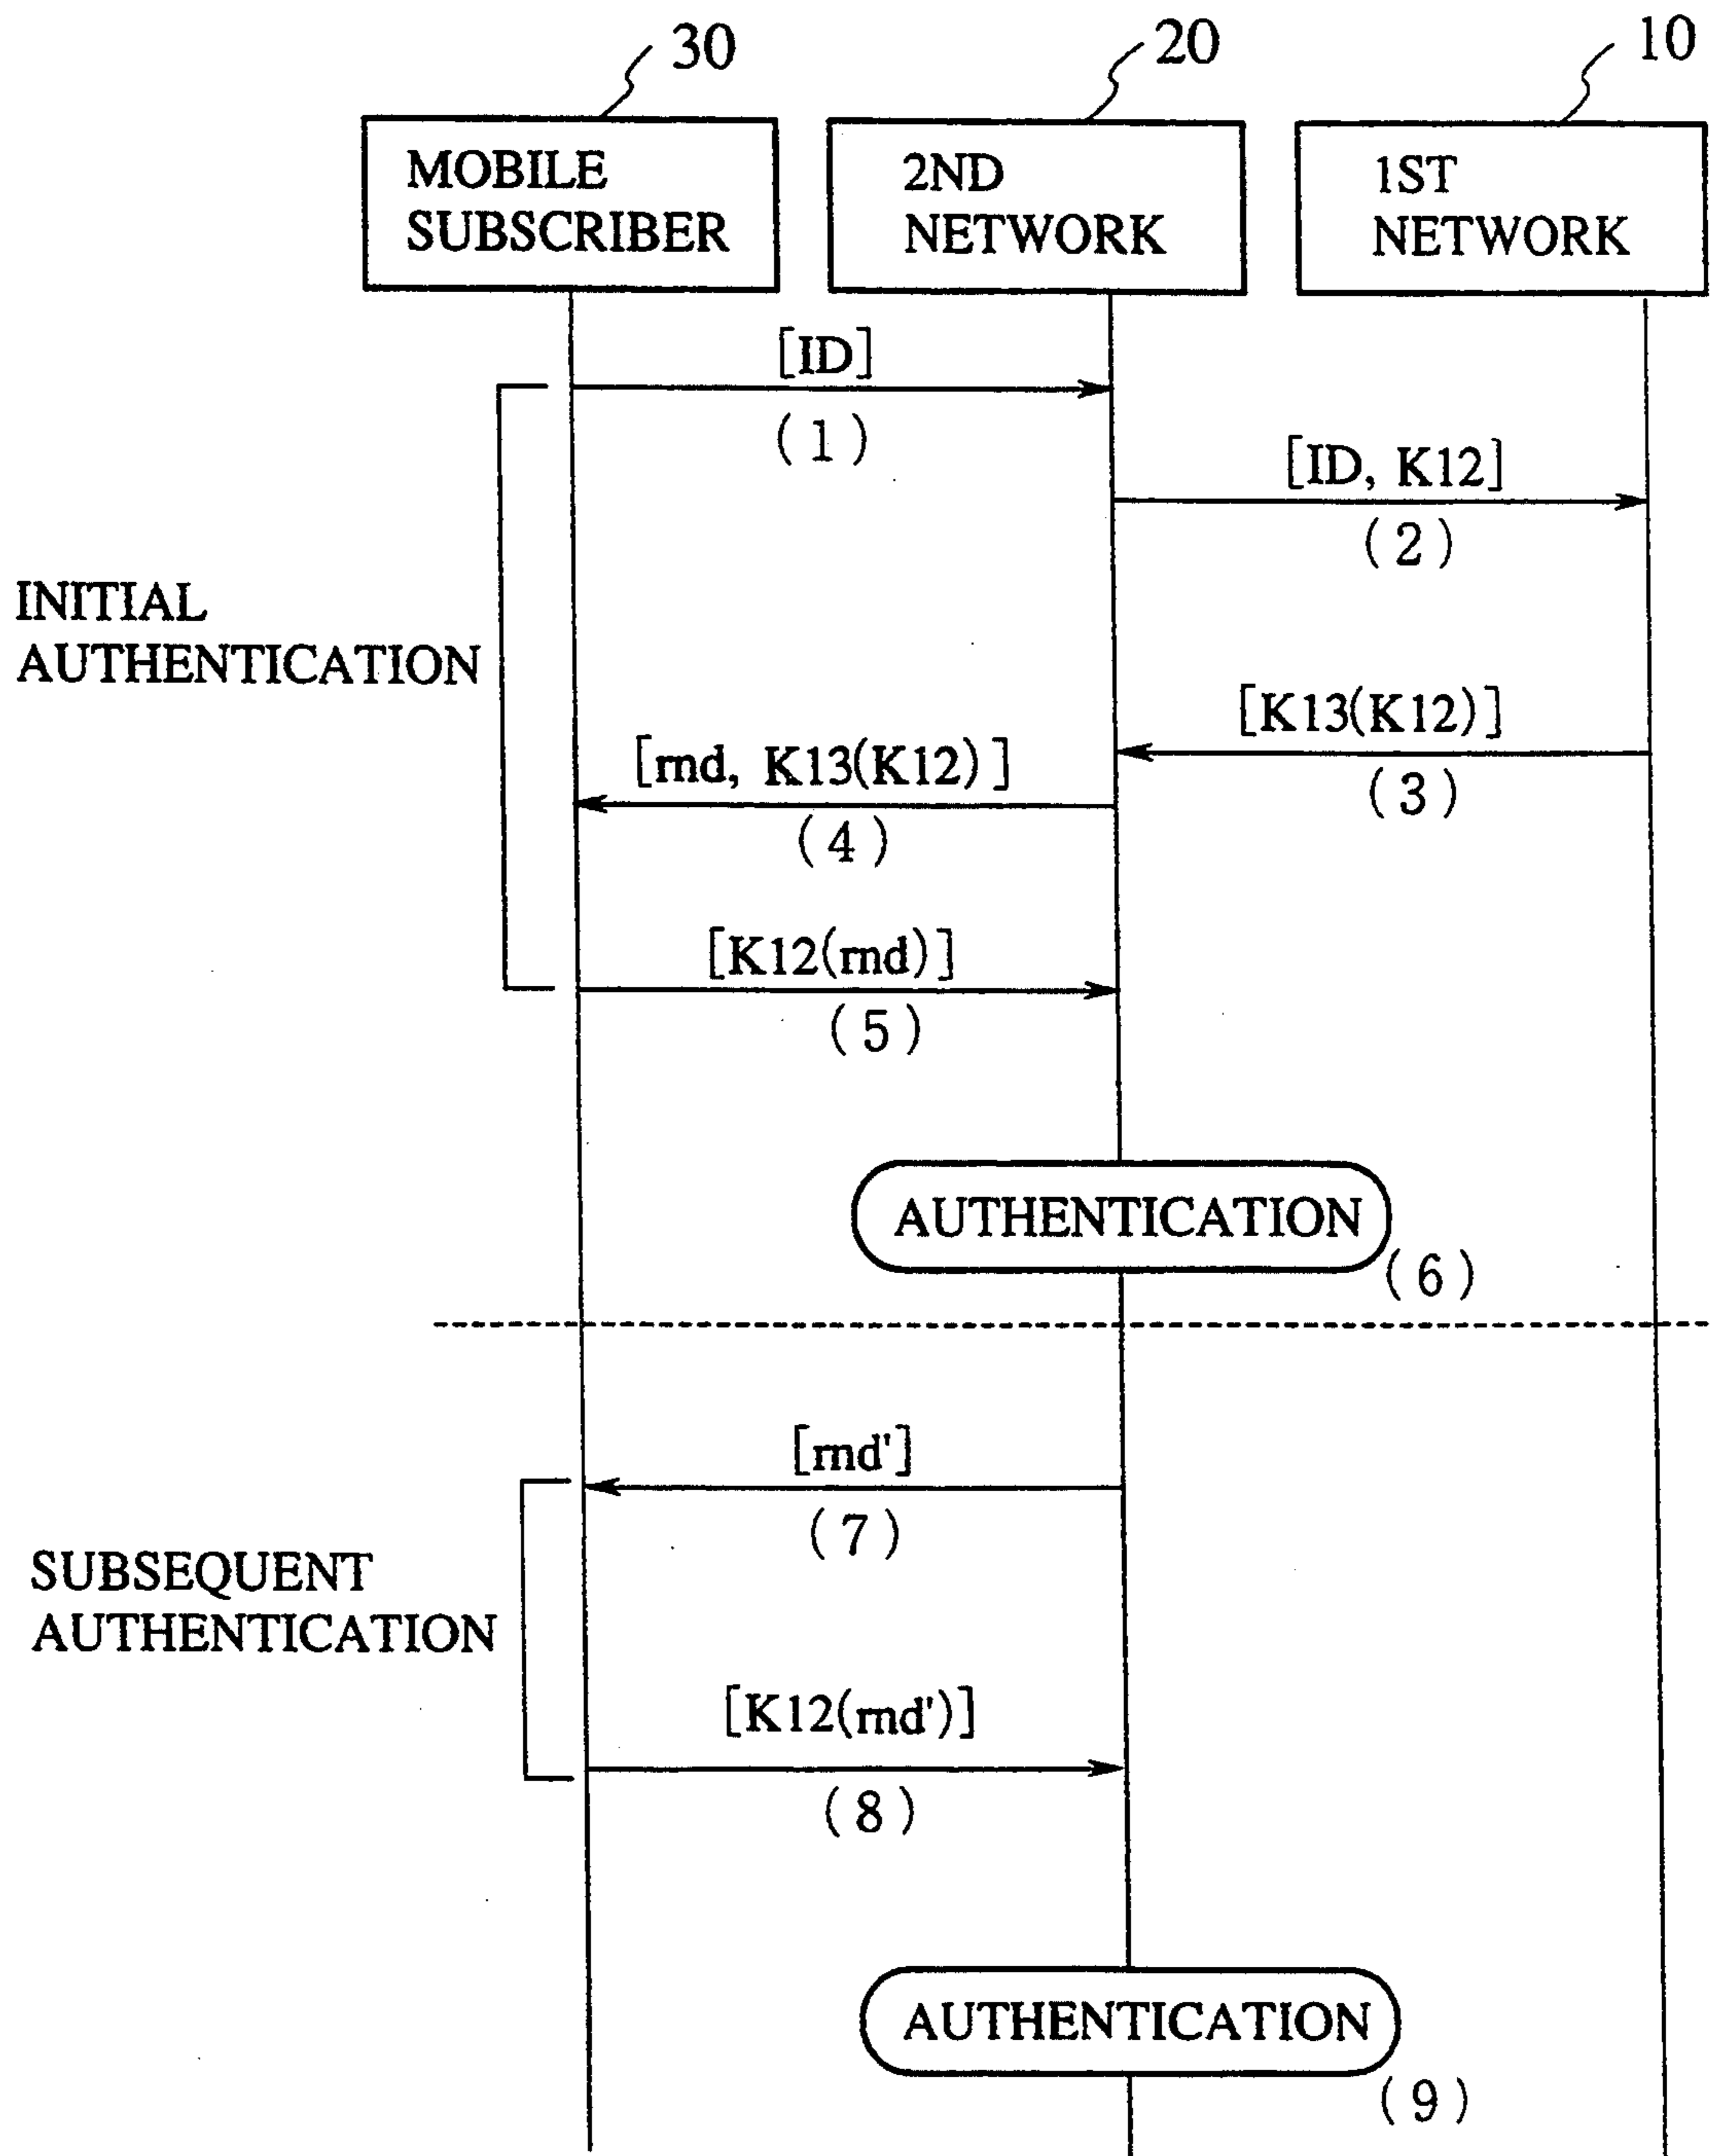 30
20
10
MOBILE
SUBSCRIBER
2ND
NETWORK
1ST
NETWORK
[ID]
(1)
[ID, K12]
(2)
INITIAL
AUTHENTICATION
[K13(K12)]
(3)
[rnd, K13(K12)]
(4)
[K12(rnd)]
(5)
AUTHENTICATION
(6)
[rnd']
(7)
SUBSEQUENT
AUTHENTICATION
[K12(rnd')]
(8)
AUTHENTICATION
(9)